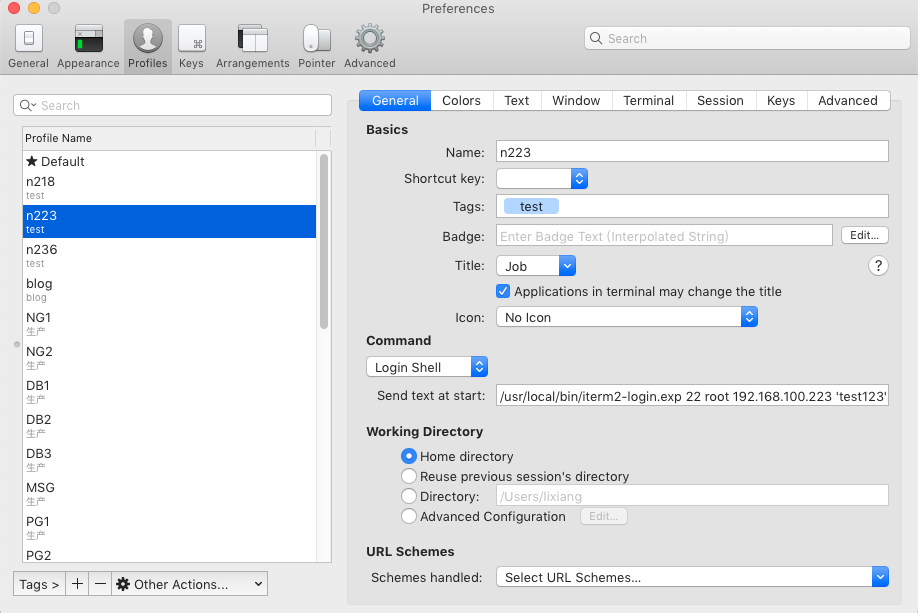 Preferences
General Appearance Profiles Keys Arrangements Pointer Advanced
Search
Search
Profile Name
★ Default
n218
test
n223
test
n236
test
blog
blog
NG1
生产
NG2
生产
DB1
生产
DB2
生产
DB3
生产
MSG
生产
PG1
生产
PG2
Tags > + − Other Actions...
General Colors Text Window Terminal Session Keys Advanced
Basics
Name: n223
Shortcut key:
Tags: test
Badge: Enter Badge Text (Interpolated String) Edit...
Title: Job ?
Applications in terminal may change the title
Icon: No Icon
Command
Login Shell
Send text at start: /usr/local/bin/iterm2-login.exp 22 root 192.168.100.223 'test123'
Working Directory
Home directory
Reuse previous session's directory
Directory: /Users/lixiang
Advanced Configuration Edit...
URL Schemes
Schemes handled: Select URL Schemes...